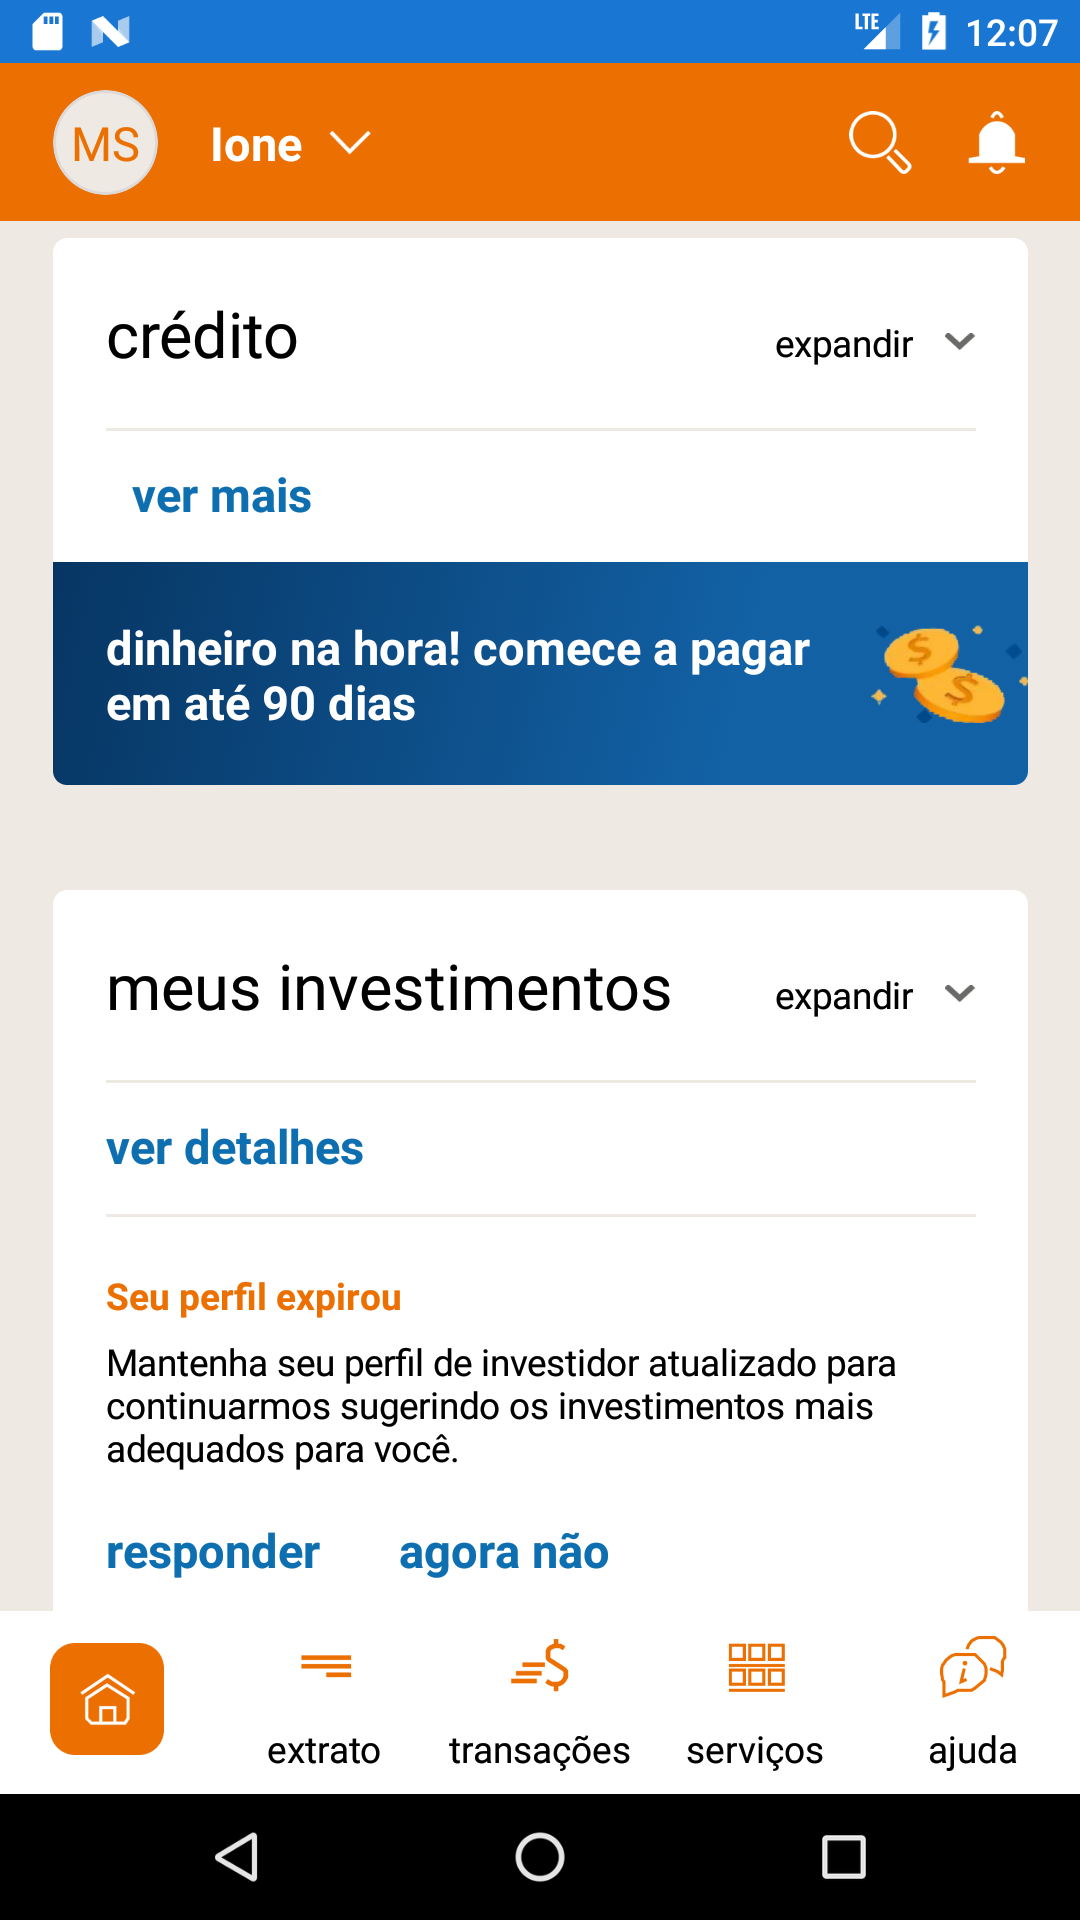 LTE 12:07
MS Ione
crédito
expandir
ver mais
dinheiro na hora! comece a pagar
em até 90 dias
meus investimentos
expandir
ver detalhes
Seu perfil expirou
Mantenha seu perfil de investidor atualizado para
continuarmos sugerindo os investimentos mais
adequados para você.
responder agora não
extrato transações serviços ajuda